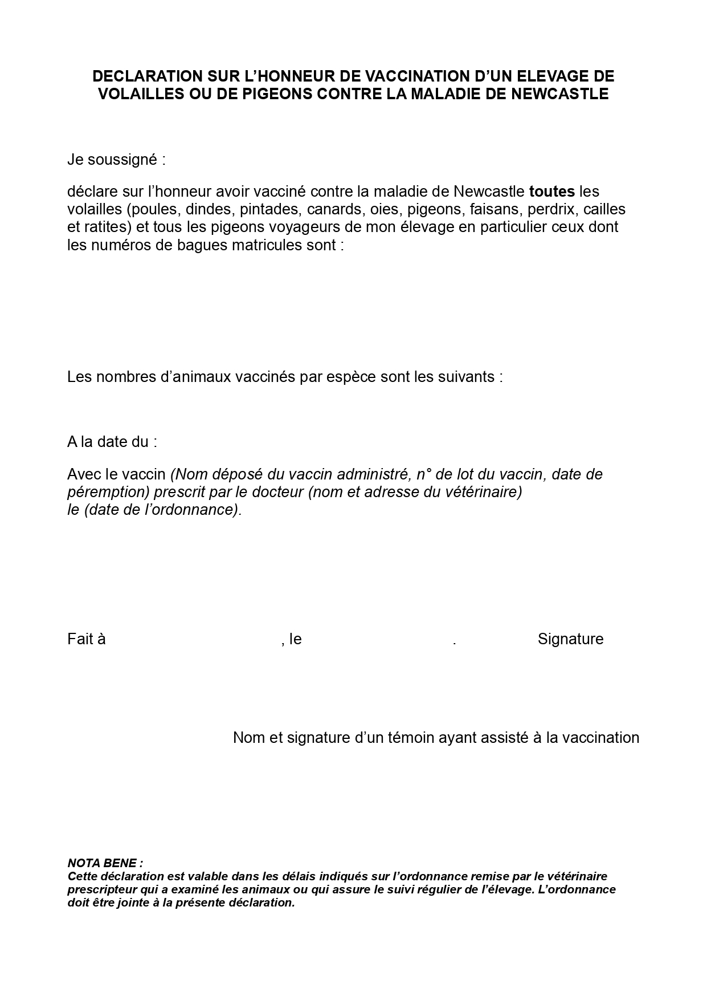 DECLARATION SUR L’HONNEUR DE VACCINATION D’UN ELEVAGE DE
VOLAILLES OU DE PIGEONS CONTRE LA MALADIE DE NEWCASTLE
Je soussigné :
déclare sur l’honneur avoir vacciné contre la maladie de Newcastle toutes les
volailles (poules, dindes, pintades, canards, oies, pigeons, faisans, perdrix, cailles
et ratites) et tous les pigeons voyageurs de mon élevage en particulier ceux dont
les numéros de bagues matricules sont :
Les nombres d’animaux vaccinés par espèce sont les suivants :
A la date du :
Avec le vaccin (Nom déposé du vaccin administré, n° de lot du vaccin, date de
péremption) prescrit par le docteur (nom et adresse du vétérinaire)
le (date de l’ordonnance).
Fait à , le . Signature
Nom et signature d’un témoin ayant assisté à la vaccination
NOTA BENE :
Cette déclaration est valable dans les délais indiqués sur l’ordonnance remise par le vétérinaire
prescripteur qui a examiné les animaux ou qui assure le suivi régulier de l’élevage. L’ordonnance
doit être jointe à la présente déclaration.